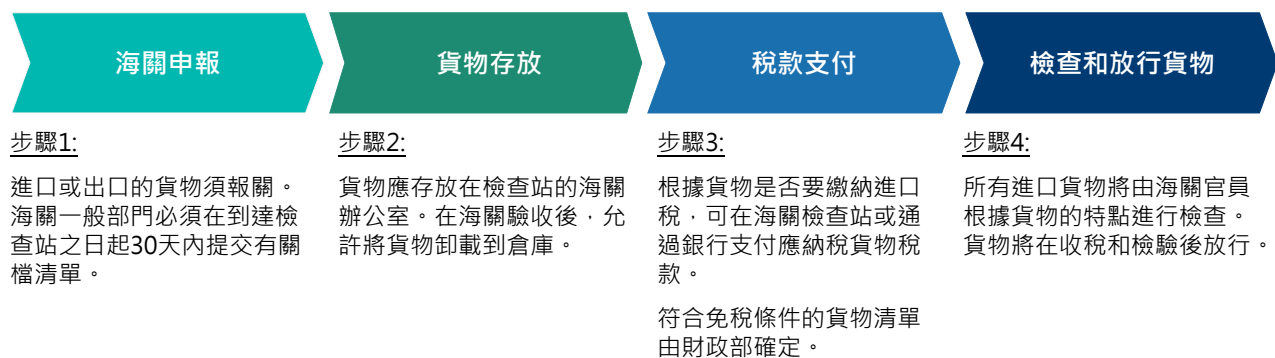 海關申報
貨物存放
稅款支付
檢查和放行貨物
步驟1:
進口或出口的貨物須報關。
海關一般部門必須在到達檢
查站之日起30天內提交有關
檔清單。
步驟2:
貨物應存放在檢查站的海關
辦公室。在海關驗收後，允
許將貨物卸載到倉庫。
步驟3:
根據貨物是否要繳納進口
稅，可在海關檢查站或通
過銀行支付應納稅貨物稅
款。
符合免稅條件的貨物清單
由財政部確定。
步驟4:
所有進口貨物將由海關官員
根據貨物的特點進行檢查。
貨物將在收稅和檢驗後放行。